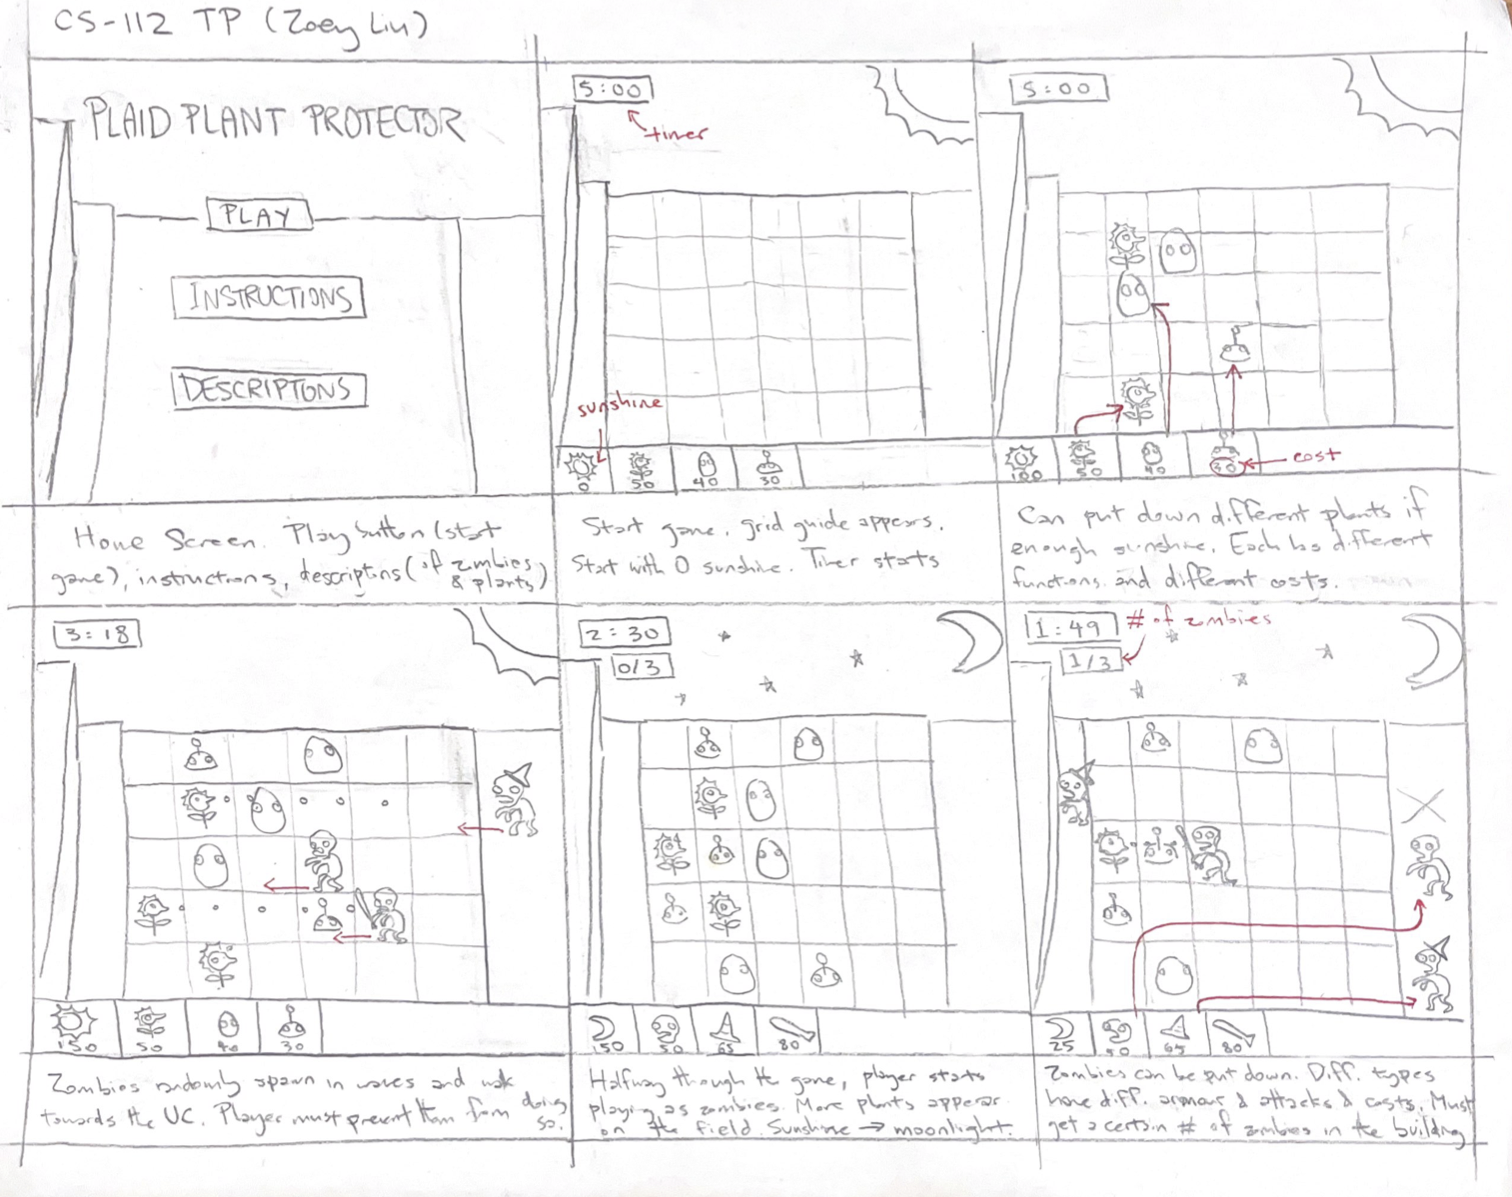 CS-112 TP (Zoey Liu)
PLAID PLANT PROTECTOR
PLAY
INSTRUCTIONS
DESCRIPTIONS
Home Screen. Play button (start
game), instructions, descriptions (of zombies
& plants)
5:00
timer
sunshine
0 50 40 30
Start game, grid guide appears.
Start with 0 sunshine. Timer starts
5:00
100 50 40 30
cost
Can put down different plants if
enough sunshine. Each has different
functions and different costs.
3:18
150 50 40 30
Zombies randomly spawn in waves and walk
towards the UC. Player must prevent them from doing
so.
2:30
0/3
150 50 65 80
Halfway through the game, player starts
playing as zombies. More plants appear
on the field. Sunshine → moonlight.
1:49
# of zombies
1/3
25 50 65 80
Zombies can be put down. Diff. types
have diff. armour & attacks & costs. Must
get a certain # of zombies in the building